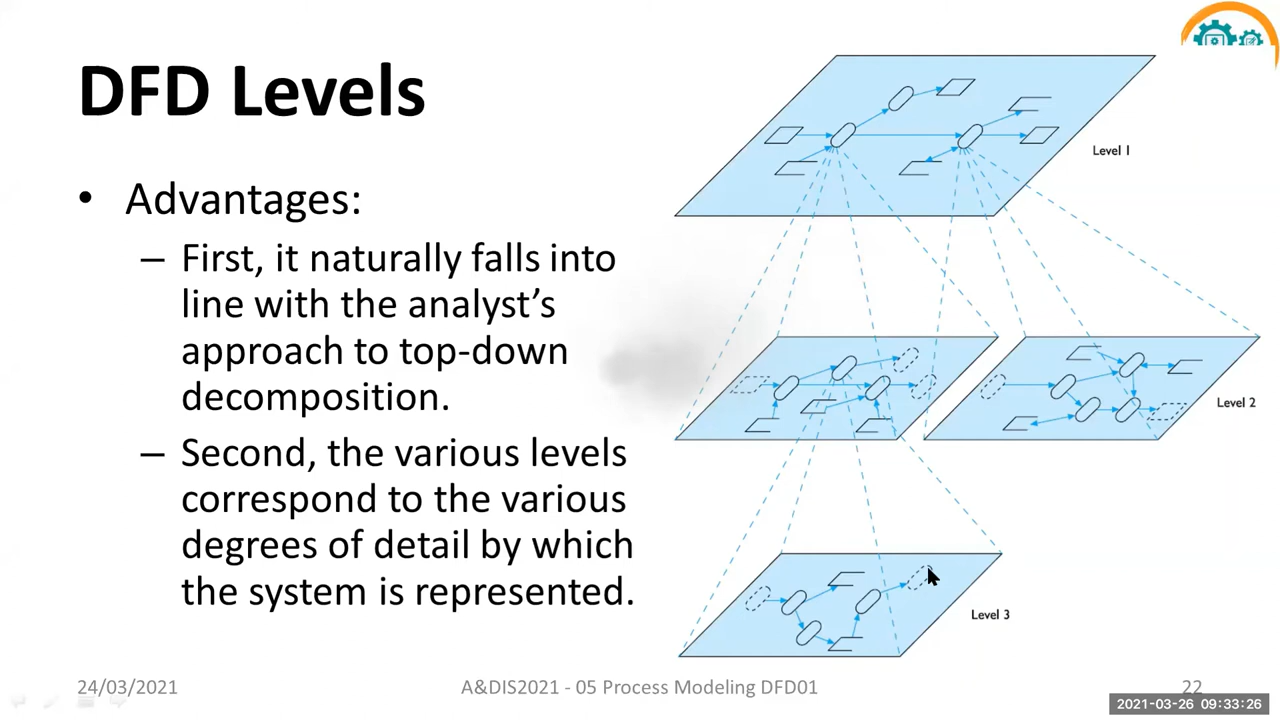 DFD Levels
• Advantages:
– First, it naturally falls into
line with the analyst’s
approach to top-down
decomposition.
– Second, the various levels
correspond to the various
degrees of detail by which
the system is represented.
Level 1
Level 2
Level 3
24/03/2021
A&DIS2021 - 05 Process Modeling DFD01
22
2021-03-26 09:33:26